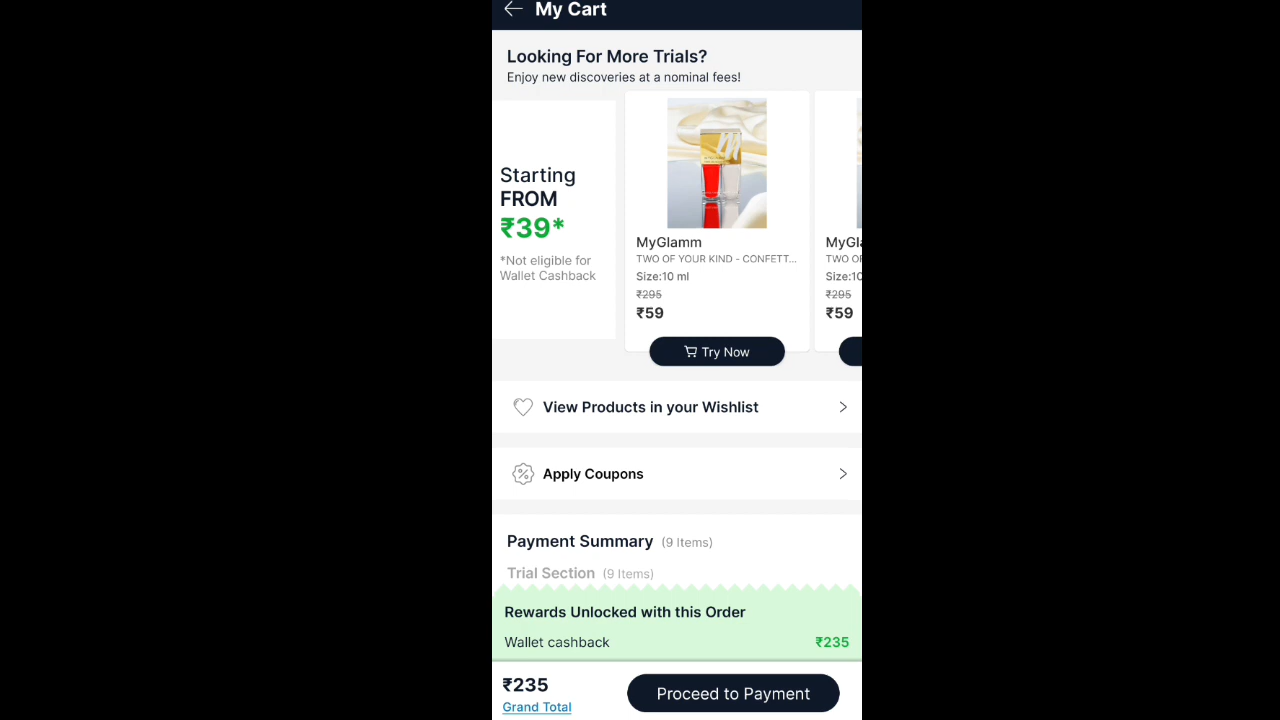 My Cart
Looking For More Trials?
Enjoy new discoveries at a nominal fees!
Starting
FROM
₹39*
*Not eligible for
Wallet Cashback
MyGlamm
TWO OF YOUR KIND - CONFETT...
Size:10 ml
₹295
₹59
Try Now
MyGl
TWO OF
Size:10
₹295
₹59
View Products in your Wishlist
Apply Coupons
Payment Summary (9 Items)
Trial Section (9 Items)
Rewards Unlocked with this Order
Wallet cashback ₹235
₹235
Grand Total
Proceed to Payment